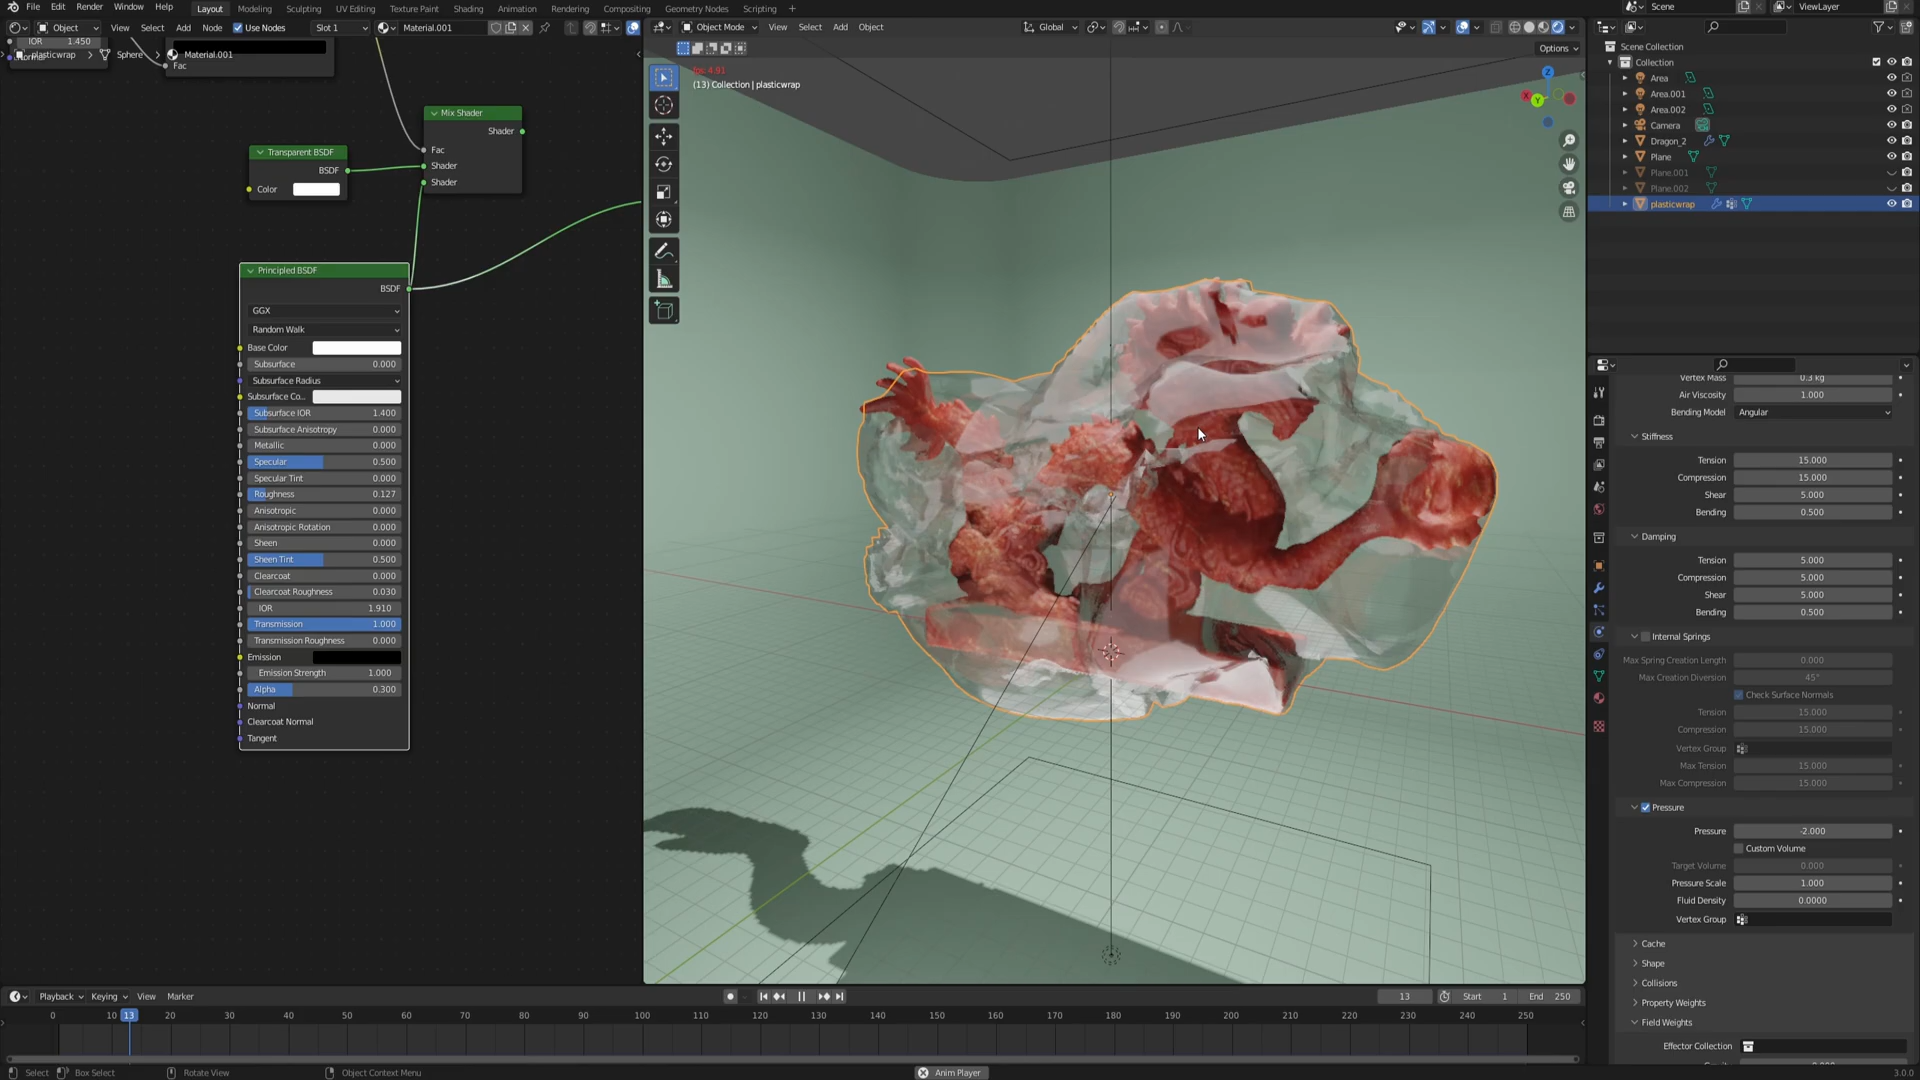 File Edit Render Window Help Layout Modeling Sculpting UV Editing Texture Paint Shading Animation Rendering Compositing Geometry Nodes Scripting + Scene ViewLayer
Object View Select Add Node Use Nodes Slot 1 Material.001
Object Mode View Select Add Object Global
IOR 1.450
plasticwrap > Sphere > Material.001
Fac
Options
fps: 4.91
(13) Collection | plasticwrap
Mix Shader
Shader
Fac
Shader
Shader
Transparent BSDF
BSDF
Color
Principled BSDF
BSDF
GGX
Random Walk
Base Color
Subsurface 0.000
Subsurface Radius
Subsurface Co...
Subsurface IOR 1.400
Subsurface Anisotropy 0.000
Metallic 0.000
Specular 0.500
Specular Tint 0.000
Roughness 0.127
Anisotropic 0.000
Anisotropic Rotation 0.000
Sheen 0.000
Sheen Tint 0.500
Clearcoat 0.000
Clearcoat Roughness 0.030
IOR 1.910
Transmission 1.000
Transmission Roughness 0.000
Emission
Emission Strength 1.000
Alpha 0.300
Normal
Clearcoat Normal
Tangent
Z
X
Y
Scene Collection
Collection
Area
Area.001
Area.002
Camera
Dragon_2
Plane
Plane.001
Plane.002
plasticwrap
Vertex Mass 0.3 kg
Air Viscosity 1.000
Bending Model Angular
Stiffness
Tension 15.000
Compression 15.000
Shear 5.000
Bending 0.500
Damping
Tension 5.000
Compression 5.000
Shear 5.000
Bending 0.500
Internal Springs
Max Spring Creation Length 0.000
Max Creation Diversion 45°
Check Surface Normals
Tension 15.000
Compression 15.000
Vertex Group
Max Tension 15.000
Max Compression 15.000
Pressure
Pressure -2.000
Custom Volume
Target Volume 0.000
Pressure Scale 1.000
Fluid Density 0.0000
Vertex Group
Cache
Shape
Collisions
Property Weights
Field Weights
Effector Collection
Playback Keying View Marker
13 Start 1 End 250
0 10 13 20 30 40 50 60 70 80 90 100 110 120 130 140 150 160 170 180 190 200 210 220 230 240 250
Select Box Select Rotate View Object Context Menu Anim Player 3.0.0